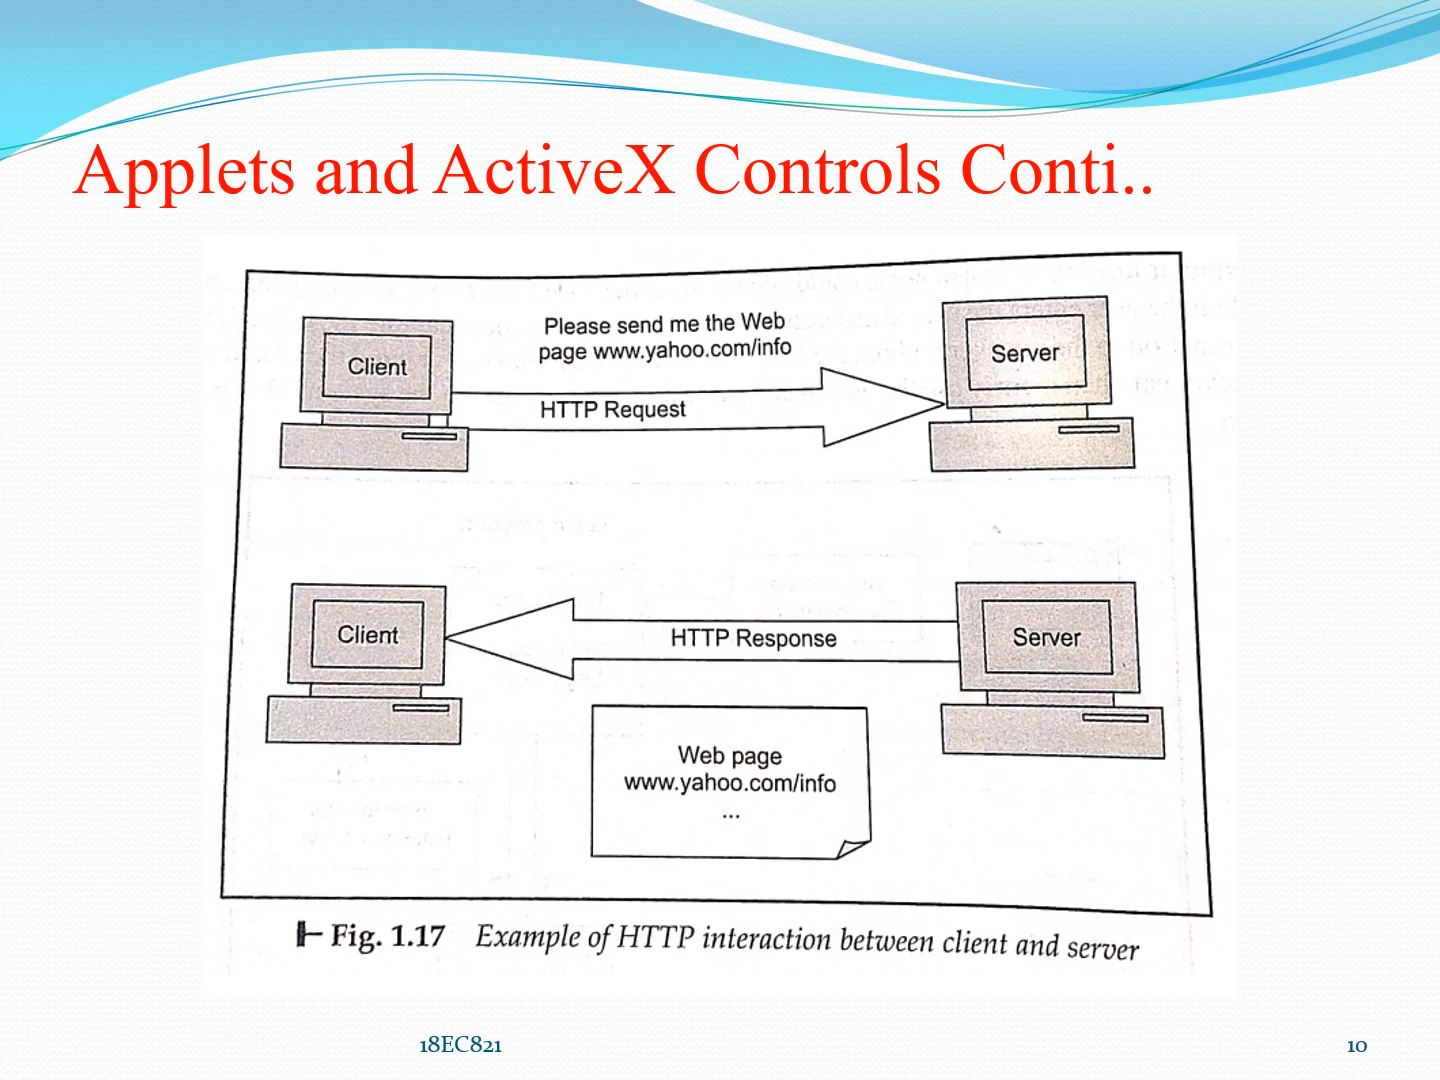 Applets and ActiveX Controls Conti..
Please send me the Web
page www.yahoo.com/info
Client
Server
HTTP Request
Client
HTTP Response
Server
Web page
www.yahoo.com/info
...
Fig. 1.17 Example of HTTP interaction between client and server
18EC821
10